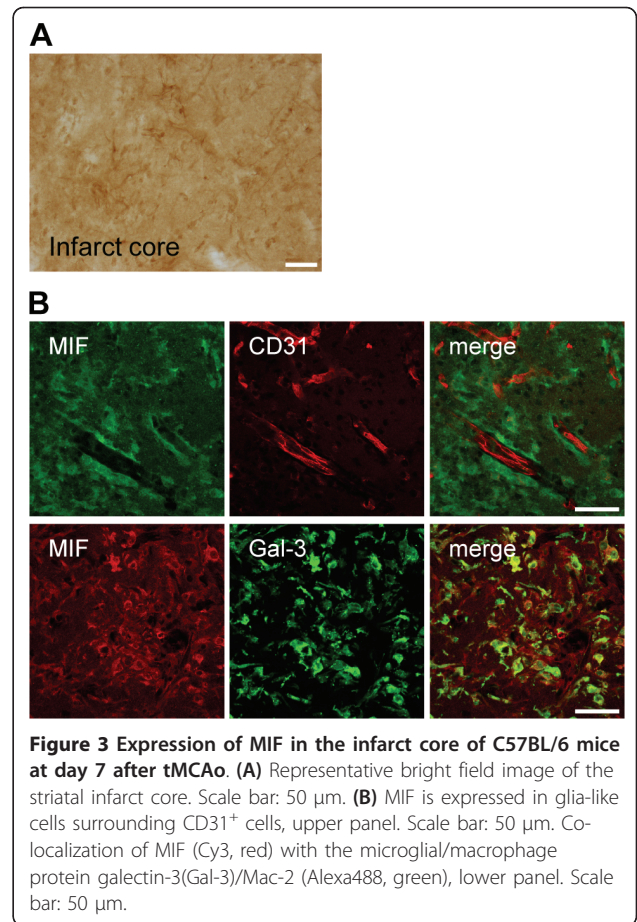 A
Infarct core
B
MIF
CD31
merge
MIF
Gal-3
merge
Figure 3 Expression of MIF in the infarct core of C57BL/6 mice
at day 7 after tMCAo. (A) Representative bright field image of the
striatal infarct core. Scale bar: 50 μm. (B) MIF is expressed in glia-like
cells surrounding CD31+ cells, upper panel. Scale bar: 50 μm. Co-
localization of MIF (Cy3, red) with the microglial/macrophage
protein galectin-3(Gal-3)/Mac-2 (Alexa488, green), lower panel. Scale
bar: 50 μm.